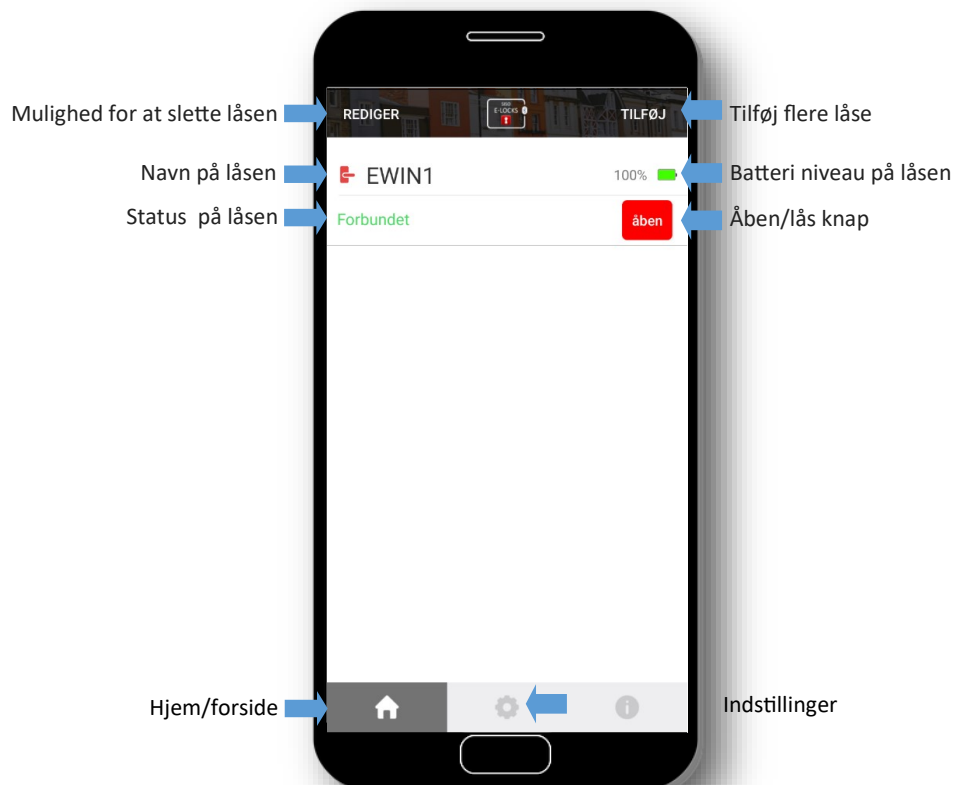 Mulighed for at slette låsen
REDIGER
E-LOCKS
TILFØJ
Tilføj flere låse
Navn på låsen
EWIN1
100%
Batteri niveau på låsen
Status på låsen
Forbundet
åben
Åben/lås knap
Hjem/forside
Indstillinger